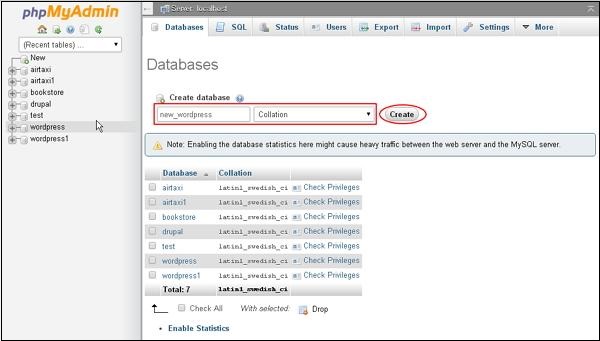 phpMyAdmin
(Recent tables) ...
New
airtaxi
airtaxi1
bookstore
drupal
test
wordpress
wordpress1
Server: localhost
Databases SQL Status Users Export Import Settings More
Databases
Create database
new_wordpress Collation Create
Note: Enabling the database statistics here might cause heavy traffic between the web server and the MySQL server.
Database Collation
airtaxi latin1_swedish_ci Check Privileges
airtaxi1 latin1_swedish_ci Check Privileges
bookstore latin1_swedish_ci Check Privileges
drupal latin1_swedish_ci Check Privileges
test latin1_swedish_ci Check Privileges
wordpress latin1_swedish_ci Check Privileges
wordpress1 latin1_swedish_ci Check Privileges
Total: 7 latin1_swedish_ci
Check All With selected: Drop
Enable Statistics